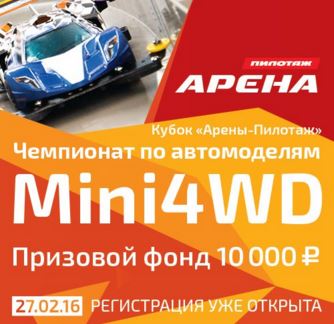 ПИЛОТАЖ
АРЕНА
Кубок «Арены-Пилотаж»
Чемпионат по автомоделям
Mini4WD
Призовой фонд 10 000 ₽
27.02.16 РЕГИСТРАЦИЯ УЖЕ ОТКРЫТА